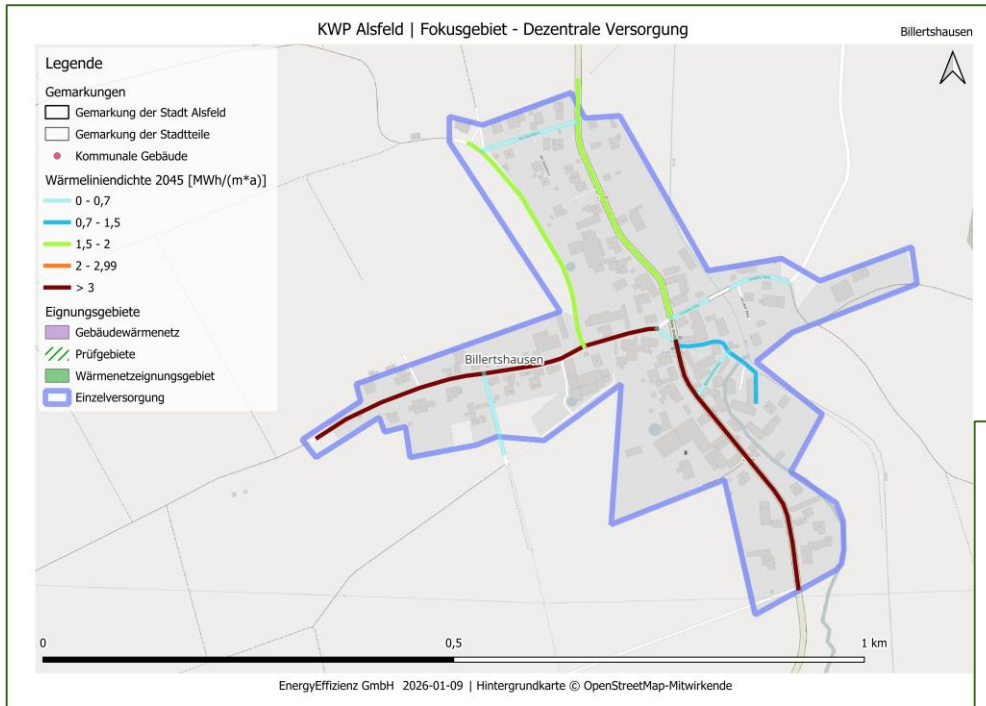 KWP Alsfeld | Fokusgebiet - Dezentrale Versorgung
Billertshausen
Legende
Gemarkungen
Gemarkung der Stadt Alsfeld
Gemarkung der Stadtteile
Kommunale Gebäude
Wärmeliniendichte 2045 [MWh/(m*a)]
0 - 0,7
0,7 - 1,5
1,5 - 2
2 - 2,99
> 3
Eignungsgebiete
Gebäudewärmenetz
Prüfgebiete
Wärmenetzeignungsgebiet
Einzelversorgung
Billertshausen
0
0,5
1 km
EnergyEffizienz GmbH 2026-01-09 | Hintergrundkarte © OpenStreetMap-Mitwirkende